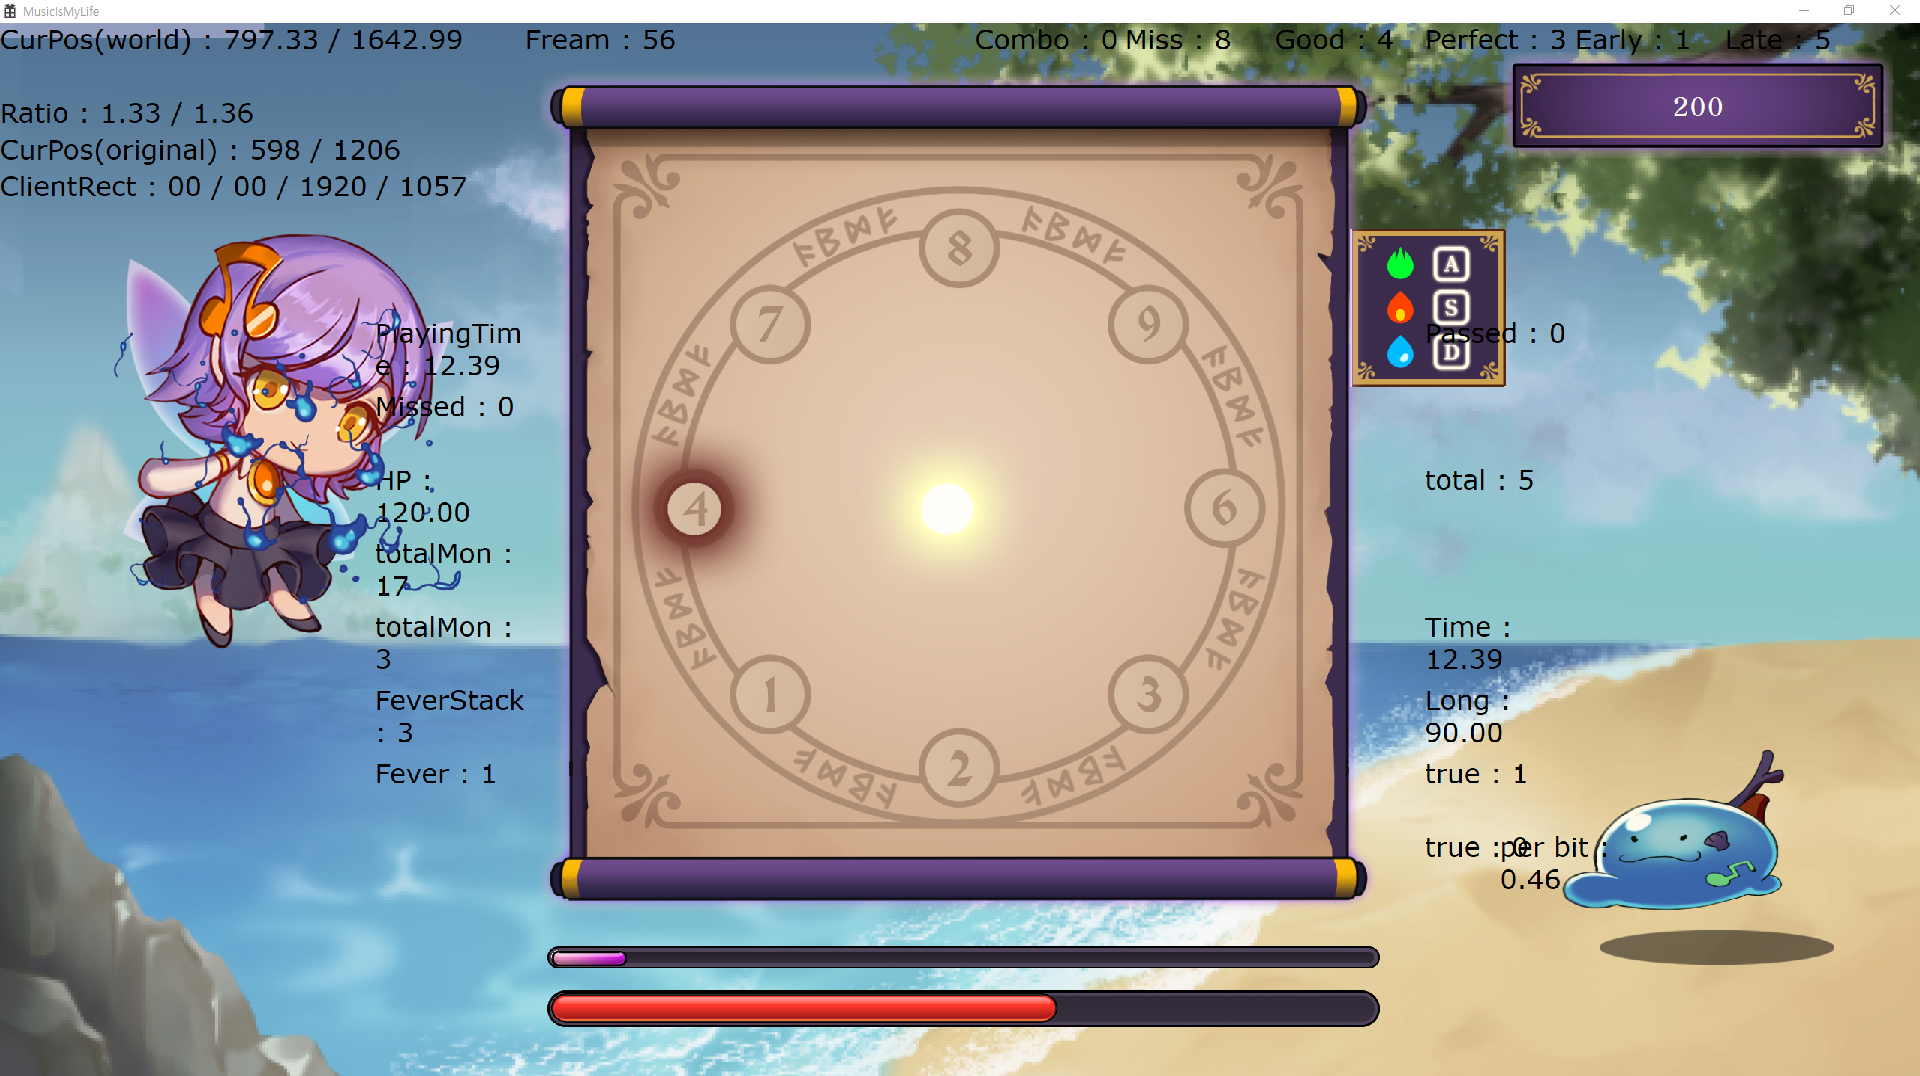 MusicIsMyLife
CurPos(world) : 797.33 / 1642.99
Fream : 56
Combo : 0
Miss : 8
Good : 4
Perfect : 3
Early : 1
Late : 5
200
Ratio : 1.33 / 1.36
CurPos(original) : 598 / 1206
ClientRect : 00 / 00 / 1920 / 1057
PlayingTim
e : 12.39
Missed : 0
HP :
120.00
totalMon :
17
totalMon :
3
FeverStack
: 3
Fever : 1
8
7
9
4
6
1
3
2
A
S
D
Passed : 0
total : 5
Time :
12.39
Long :
90.00
true : 1
true : 0
per bit :
0.46